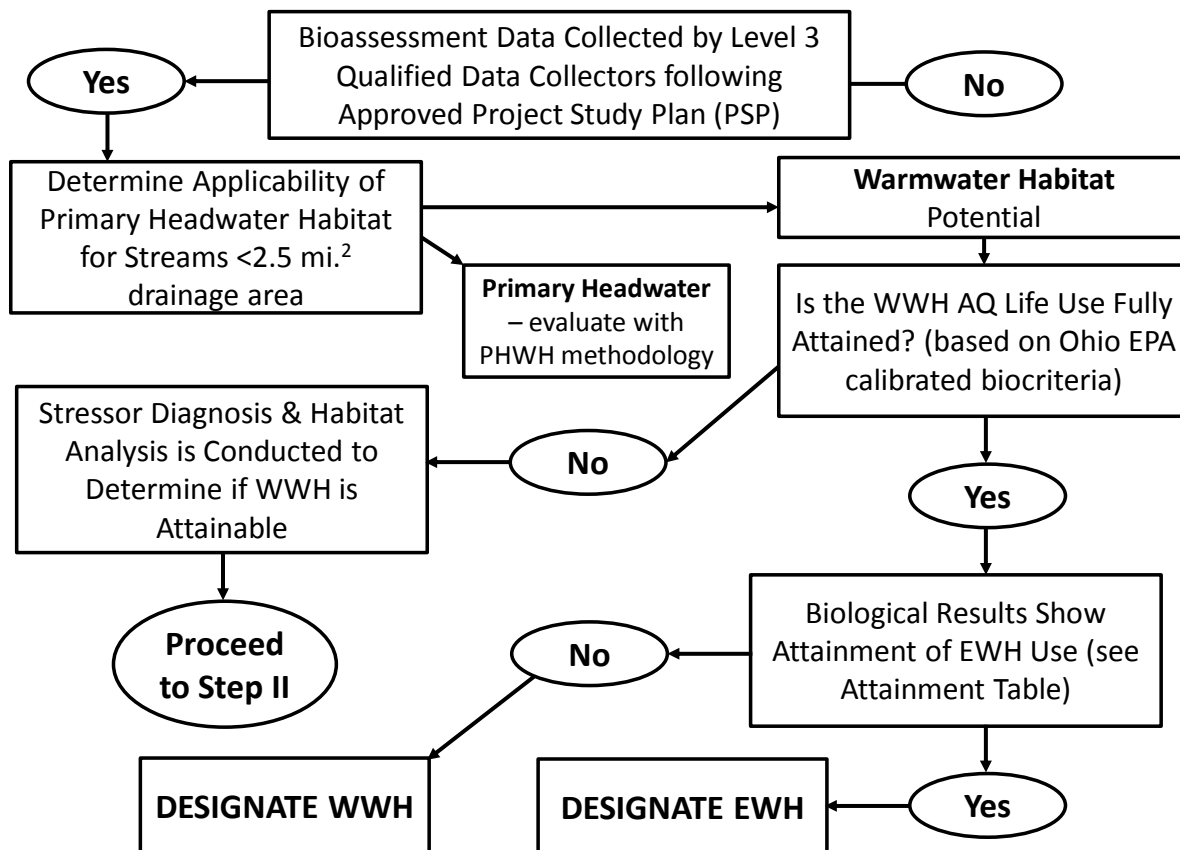 Bioassessment Data Collected by Level 3
Qualified Data Collectors following
Approved Project Study Plan (PSP)
Yes
No
Determine Applicability of
Primary Headwater Habitat
for Streams <2.5 mi.²
drainage area
Warmwater Habitat
Potential
Primary Headwater
– evaluate with
PHWH methodology
Is the WWH AQ Life Use Fully
Attained? (based on Ohio EPA
calibrated biocriteria)
Stressor Diagnosis & Habitat
Analysis is Conducted to
Determine if WWH is
Attainable
No
Yes
Proceed
to Step II
Biological Results Show
Attainment of EWH Use (see
Attainment Table)
No
Yes
DESIGNATE WWH
DESIGNATE EWH